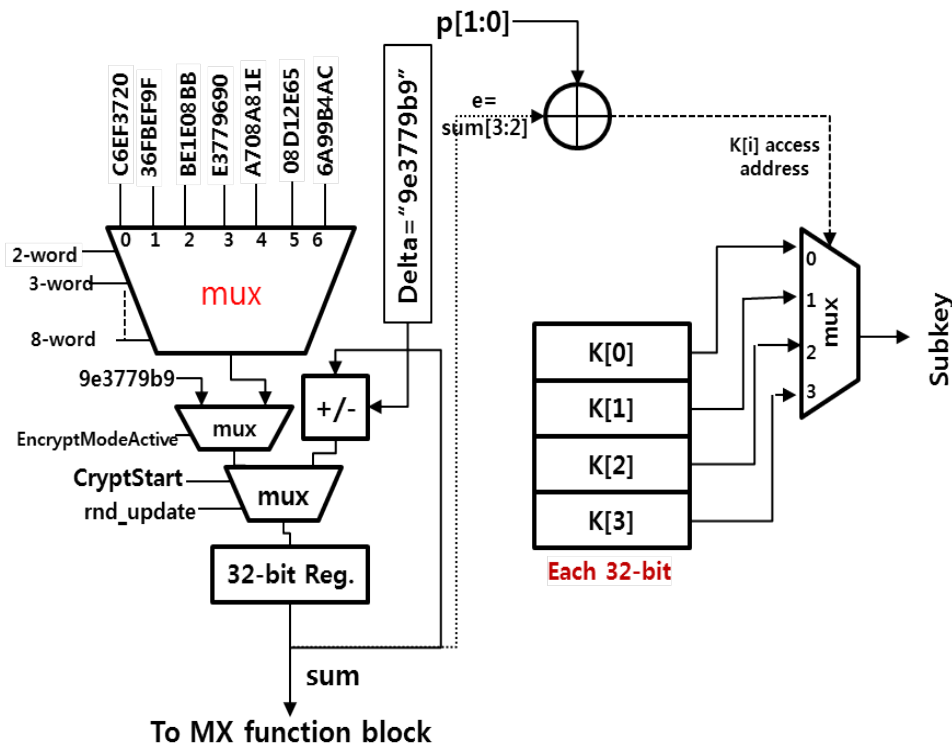 p[1:0]
C6EF3720
36FBEF9F
BE1E08BB
E3779690
A708A81E
08D12E65
6A99B4AC
Delta="9e3779b9"
e=
sum[3:2]
K[i] access
address
0 1 2 3 4 5 6
2-word
3-word
8-word
mux
9e3779b9
mux
EncryptModeActive
+/-
CryptStart
rnd_update
mux
32-bit Reg.
sum
To MX function block
K[0]
K[1]
K[2]
K[3]
Each 32-bit
0
1
2
3
mux
Subkey